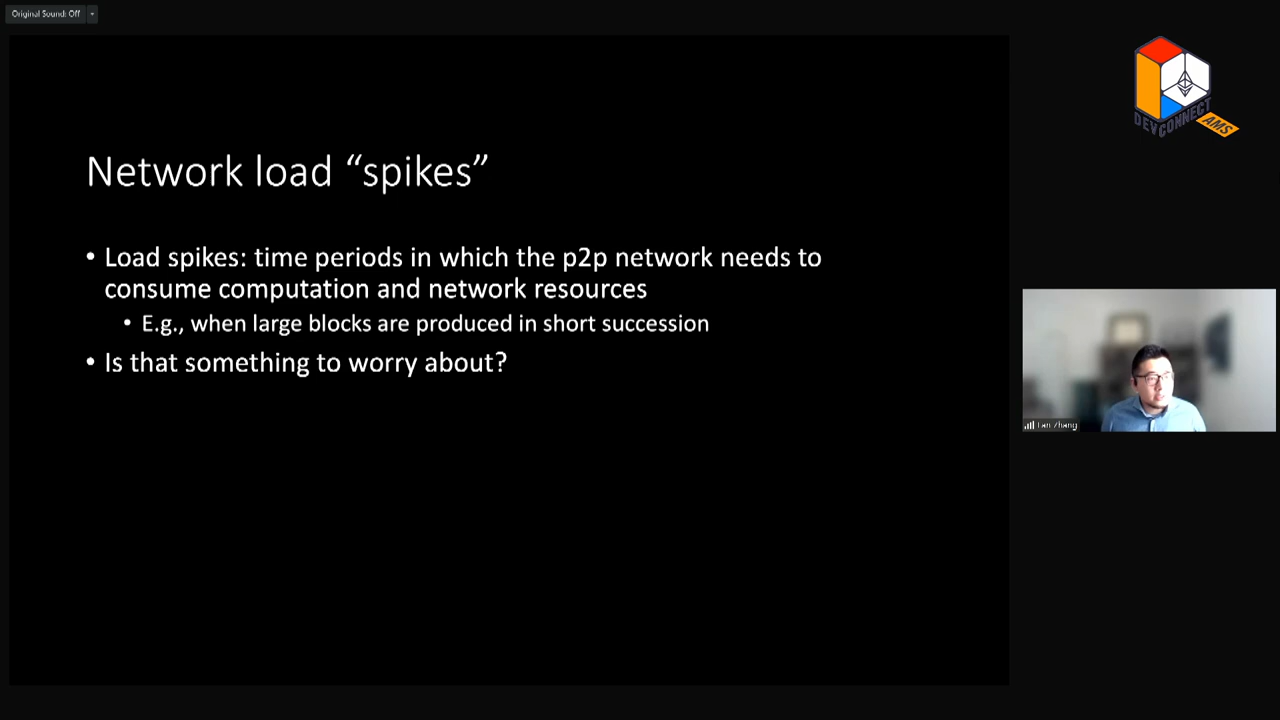 Original Sound: Off
DEVCONNECT
AMS
Network load “spikes”
• Load spikes: time periods in which the p2p network needs to
consume computation and network resources
• E.g., when large blocks are produced in short succession
• Is that something to worry about?
Zhang